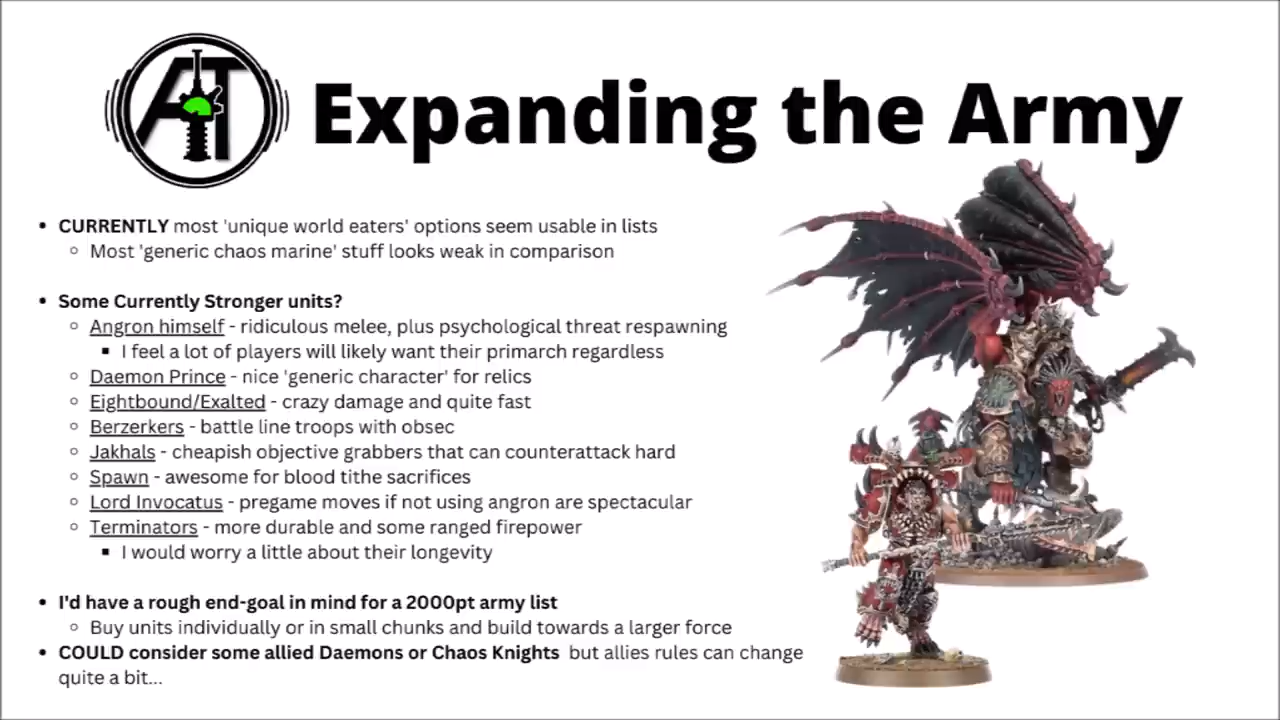 AT
Expanding the Army
• CURRENTLY most 'unique world eaters' options seem usable in lists
◦ Most 'generic chaos marine' stuff looks weak in comparison
• Some Currently Stronger units?
◦ Angron himself - ridiculous melee, plus psychological threat respawning
▪ I feel a lot of players will likely want their primarch regardless
◦ Daemon Prince - nice 'generic character' for relics
◦ Eightbound/Exalted - crazy damage and quite fast
◦ Berzerkers - battle line troops with obsec
◦ Jakhals - cheapish objective grabbers that can counterattack hard
◦ Spawn - awesome for blood tithe sacrifices
◦ Lord Invocatus - pregame moves if not using angron are spectacular
◦ Terminators - more durable and some ranged firepower
▪ I would worry a little about their longevity
• I'd have a rough end-goal in mind for a 2000pt army list
◦ Buy units individually or in small chunks and build towards a larger force
• COULD consider some allied Daemons or Chaos Knights but allies rules can change
quite a bit...